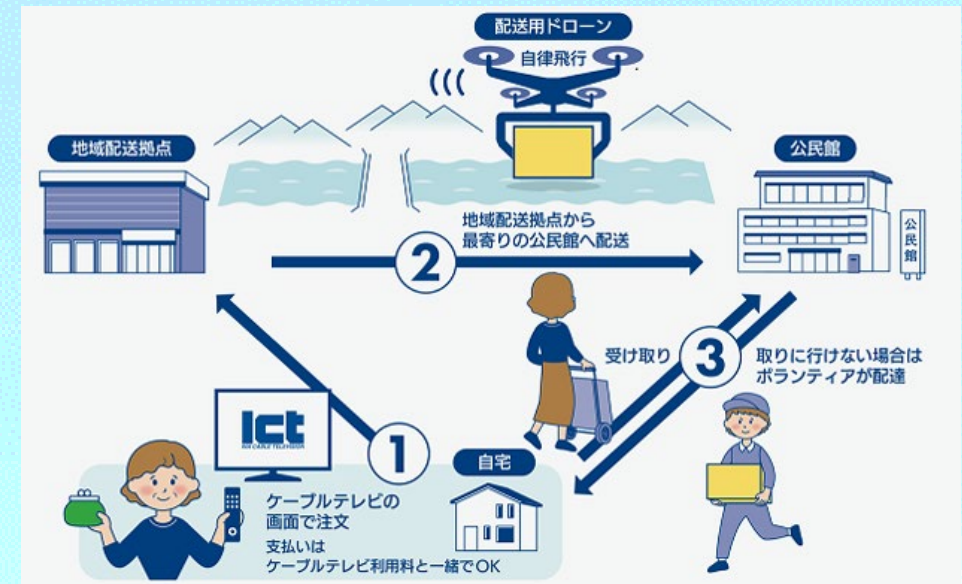 配送用ドローン
自律飛行
地域配送拠点
公民館
公民館
地域配送拠点から
最寄りの公民館へ配送
2
受け取り
3
取りに行けない場合は
ボランティアが配達
Ict
INA CABLE TELEVISION
1
自宅
ケーブルテレビの
画面で注文
支払いは
ケーブルテレビ利用料と一緒でOK